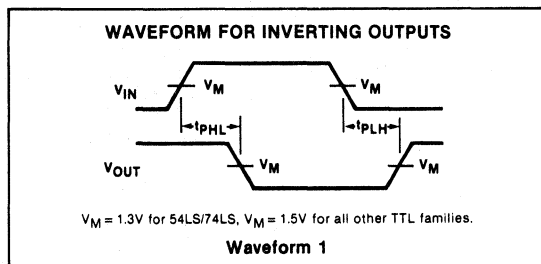 WAVEFORM FOR INVERTING OUTPUTS
VIN
VM
VM
tPHL
tPLH
VOUT
VM
VM
VM = 1.3V for 54LS/74LS, VM = 1.5V for all other TTL families.
Waveform 1